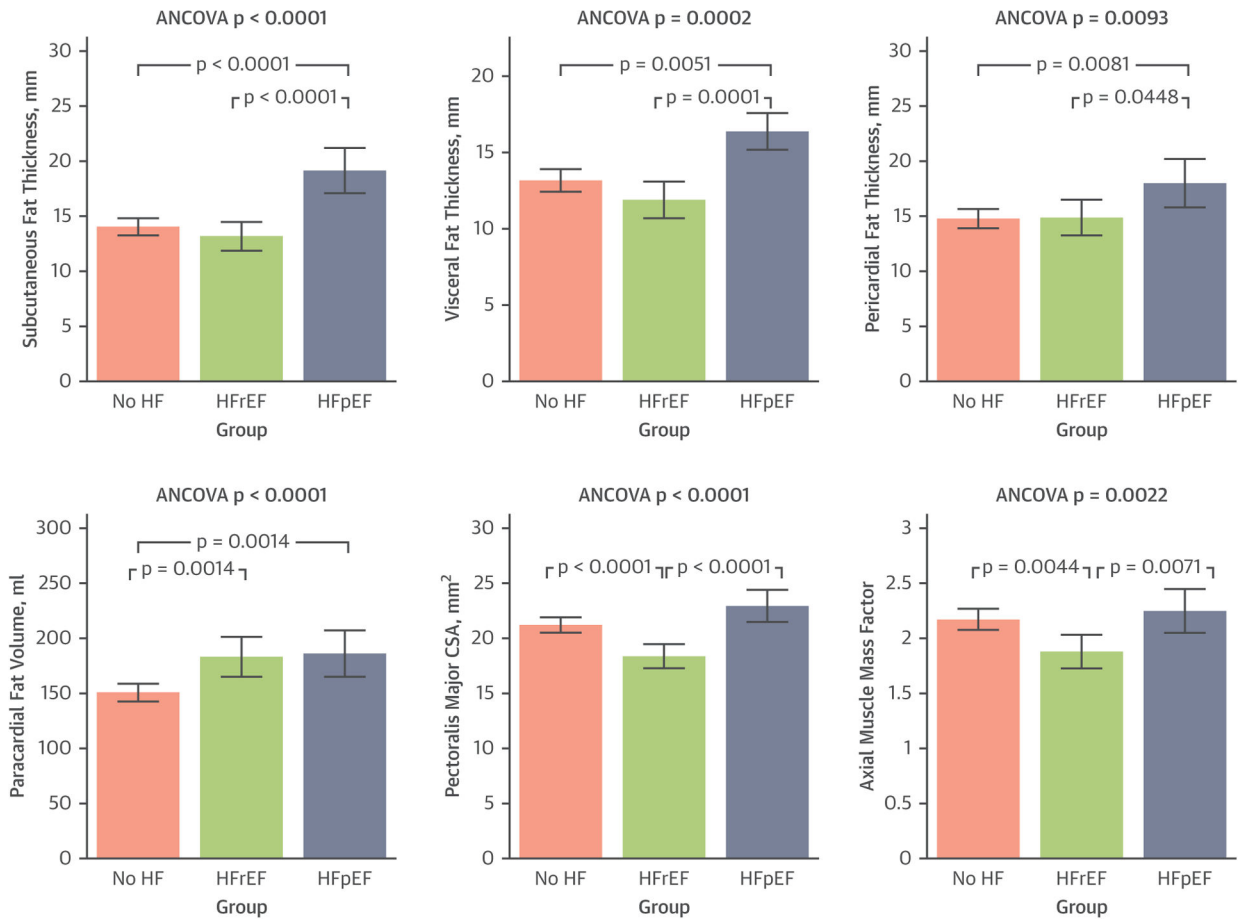 ANCOVA p < 0.0001
Subcutaneous Fat Thickness, mm
30
25
20
15
10
5
0
p < 0.0001
p < 0.0001
No HF HFrEF HFpEF
Group
ANCOVA p = 0.0002
Visceral Fat Thickness, mm
20
15
10
5
0
p = 0.0051
p = 0.0001
No HF HFrEF HFpEF
Group
ANCOVA p = 0.0093
Pericardial Fat Thickness, mm
30
25
20
15
10
5
0
p = 0.0081
p = 0.0448
No HF HFrEF HFpEF
Group
ANCOVA p < 0.0001
Paracardial Fat Volume, ml
300
250
200
150
100
50
0
p = 0.0014
p = 0.0014
No HF HFrEF HFpEF
Group
ANCOVA p < 0.0001
Pectoralis Major CSA, mm²
30
25
20
15
10
5
0
p < 0.0001 p < 0.0001
No HF HFrEF HFpEF
Group
ANCOVA p = 0.0022
Axial Muscle Mass Factor
3
2.5
2
1.5
1
0.5
0
p = 0.0044 p = 0.0071
No HF HFrEF HFpEF
Group